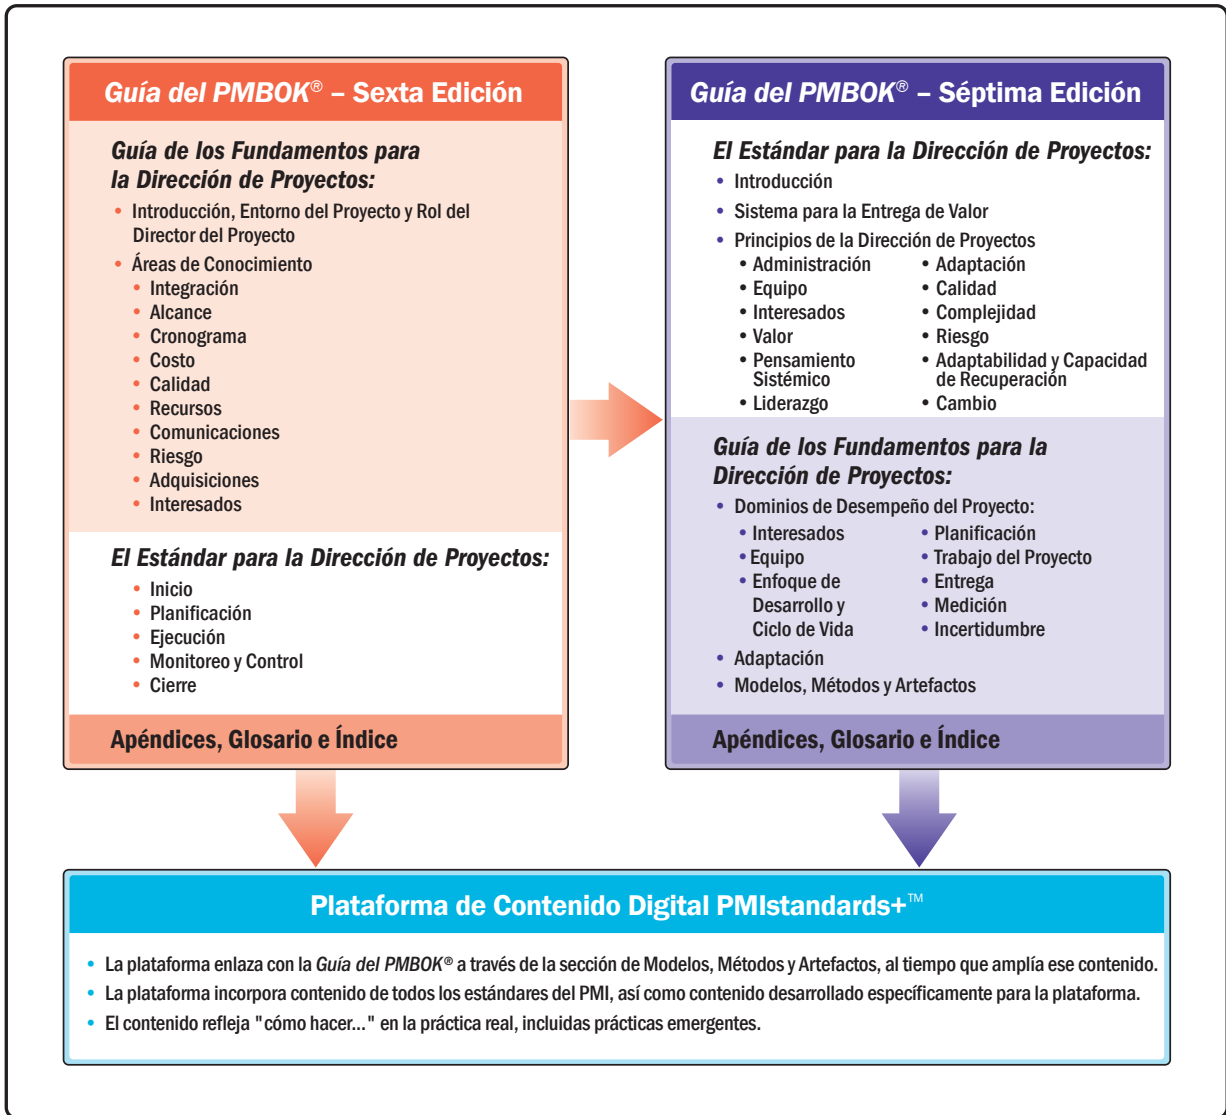 Guía del PMBOK® – Sexta Edición
Guía de los Fundamentos para
la Dirección de Proyectos:
• Introducción, Entorno del Proyecto y Rol del
Director del Proyecto
• Áreas de Conocimiento
• Integración
• Alcance
• Cronograma
• Costo
• Calidad
• Recursos
• Comunicaciones
• Riesgo
• Adquisiciones
• Interesados
El Estándar para la Dirección de Proyectos:
• Inicio
• Planificación
• Ejecución
• Monitoreo y Control
• Cierre
Apéndices, Glosario e Índice
Guía del PMBOK® – Séptima Edición
El Estándar para la Dirección de Proyectos:
• Introducción
• Sistema para la Entrega de Valor
• Principios de la Dirección de Proyectos
• Administración
• Equipo
• Interesados
• Valor
• Pensamiento
Sistémico
• Liderazgo
• Adaptación
• Calidad
• Complejidad
• Riesgo
• Adaptabilidad y Capacidad
de Recuperación
• Cambio
Guía de los Fundamentos para la
Dirección de Proyectos:
• Dominios de Desempeño del Proyecto:
• Interesados
• Equipo
• Enfoque de
Desarrollo y
Ciclo de Vida
• Planificación
• Trabajo del Proyecto
• Entrega
• Medición
• Incertidumbre
• Adaptación
• Modelos, Métodos y Artefactos
Apéndices, Glosario e Índice
Plataforma de Contenido Digital PMIstandards+™
• La plataforma enlaza con la Guía del PMBOK® a través de la sección de Modelos, Métodos y Artefactos, al tiempo que amplía ese contenido.
• La plataforma incorpora contenido de todos los estándares del PMI, así como contenido desarrollado específicamente para la plataforma.
• El contenido refleja "cómo hacer..." en la práctica real, incluidas prácticas emergentes.